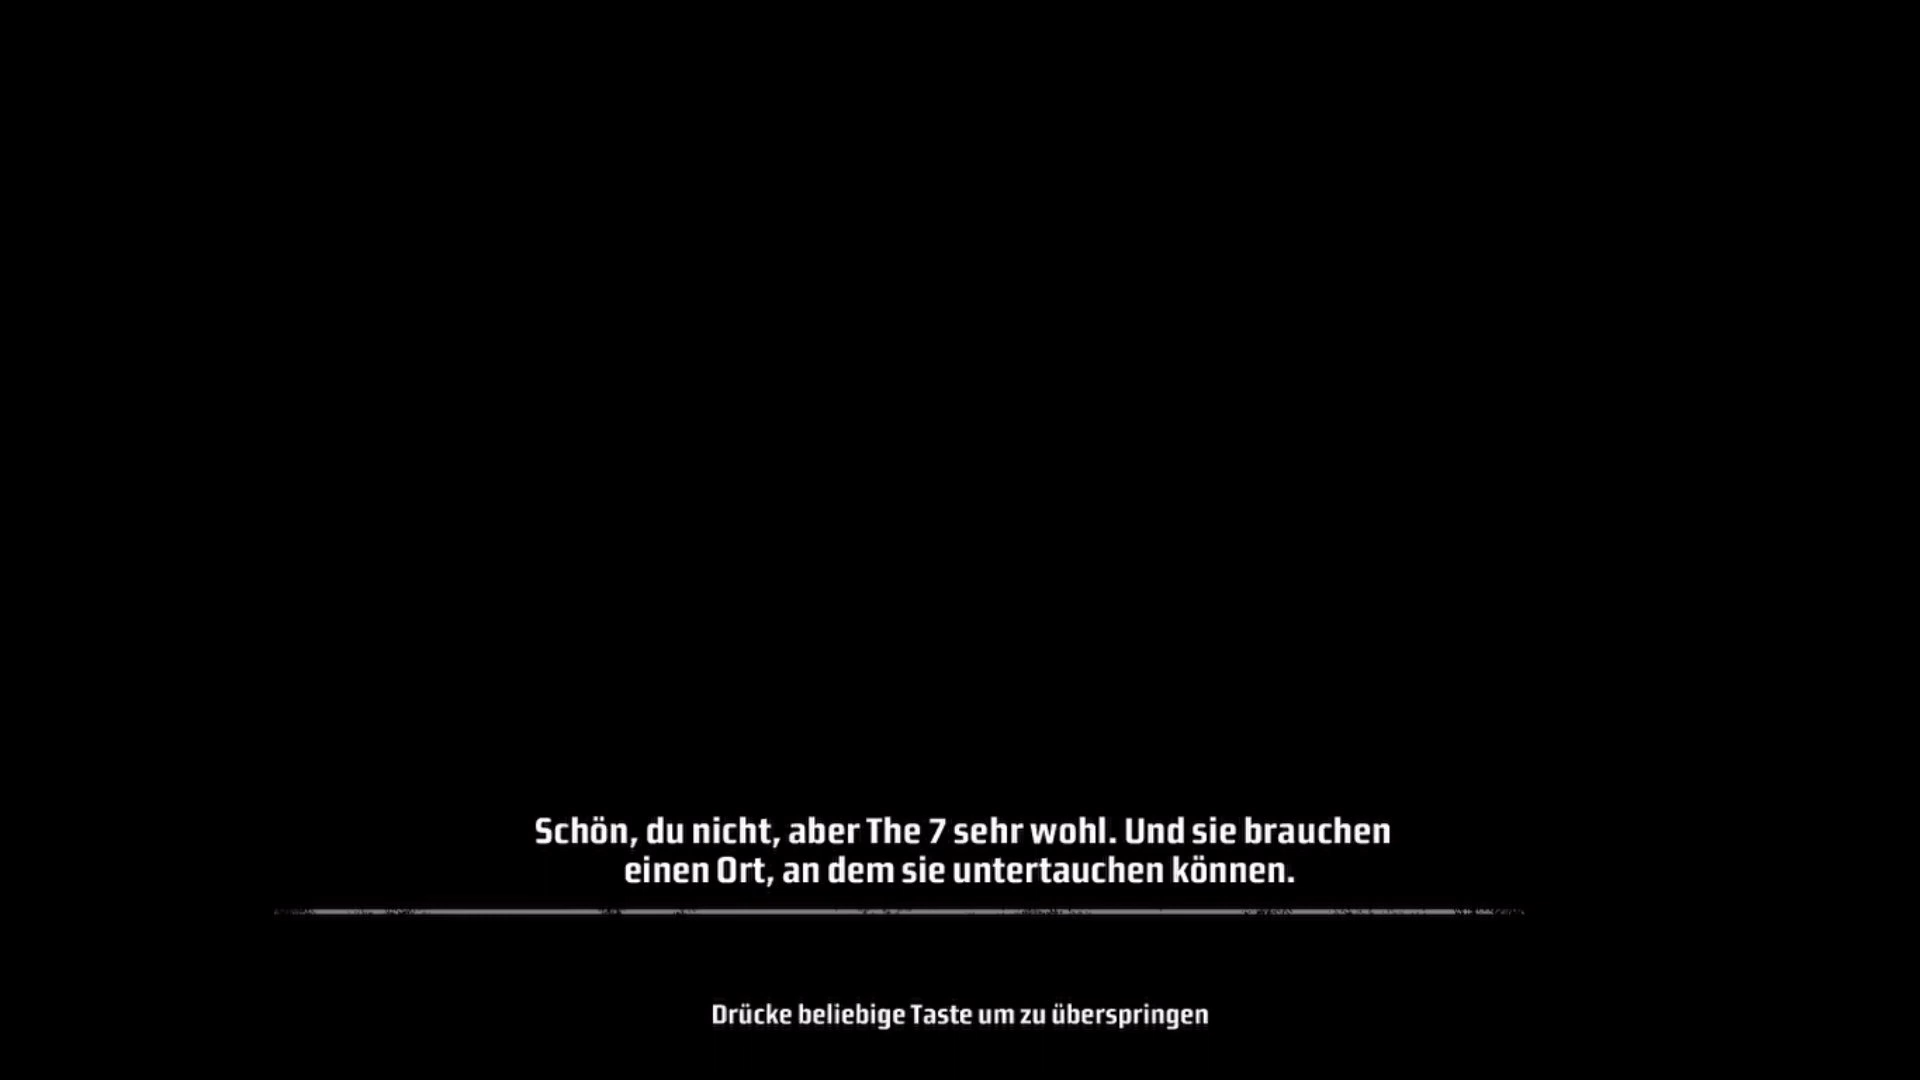 Schön, du nicht, aber The 7 sehr wohl. Und sie brauchen
einen Ort, an dem sie untertauchen können.
Drücke beliebige Taste um zu überspringen